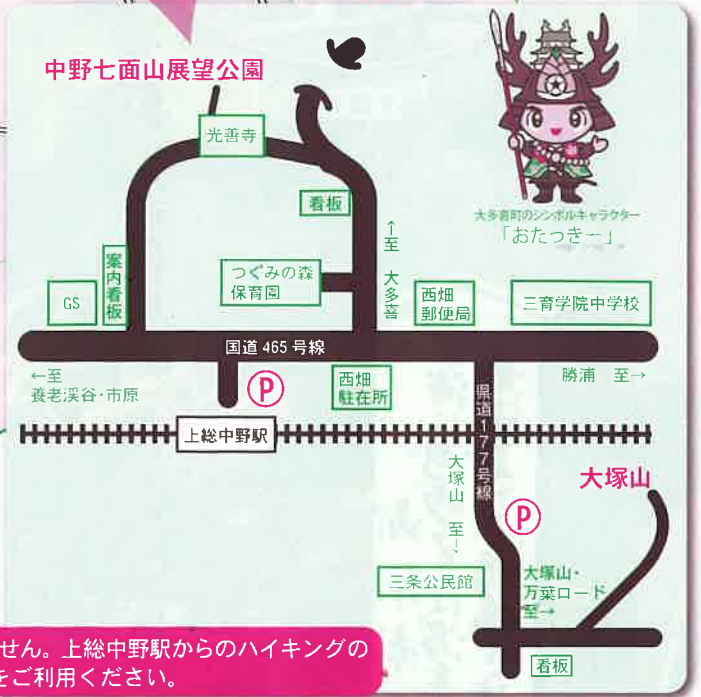 中野七面山展望公園
光善寺
看板
↑至 大多喜
大多喜町のシンボルキャラクター
「おたっきー」
案内看板
GS
つぐみの森
保育園
西畑
郵便局
三育学院中学校
国道465号線
←至
養老渓谷・市原
P
西畑
駐在所
勝浦 至→
上総中野駅
県道177号線
大塚山 至↓
大塚山
P
三条公民館
大塚山・
万葉ロード
至→
看板
せん。上総中野駅からのハイキングの
をご利用ください。